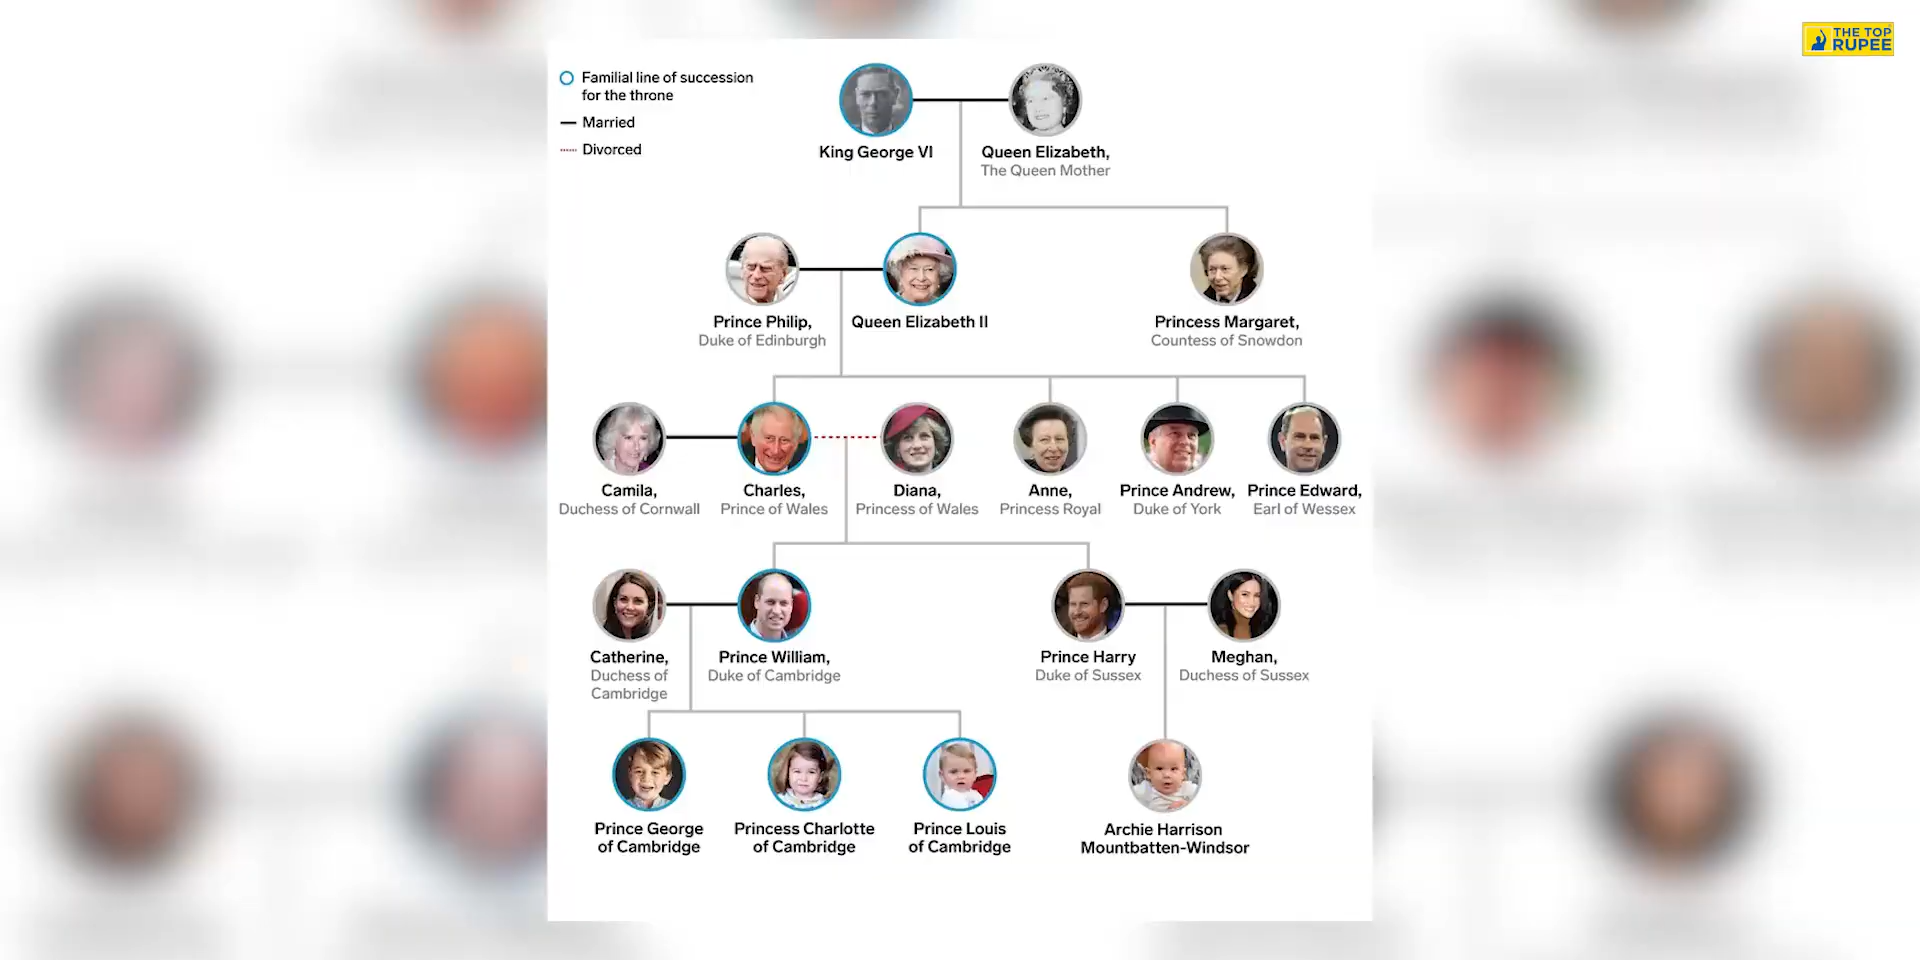 THE TOP
RUPEE
Familial line of succession
for the throne
Married
Divorced
King George VI
Queen Elizabeth,
The Queen Mother
Prince Philip,
Duke of Edinburgh
Queen Elizabeth II
Princess Margaret,
Countess of Snowdon
Camila,
Duchess of Cornwall
Charles,
Prince of Wales
Diana,
Princess of Wales
Anne,
Princess Royal
Prince Andrew,
Duke of York
Prince Edward,
Earl of Wessex
Catherine,
Duchess of
Cambridge
Prince William,
Duke of Cambridge
Prince Harry
Duke of Sussex
Meghan,
Duchess of Sussex
Prince George
of Cambridge
Princess Charlotte
of Cambridge
Prince Louis
of Cambridge
Archie Harrison
Mountbatten-Windsor